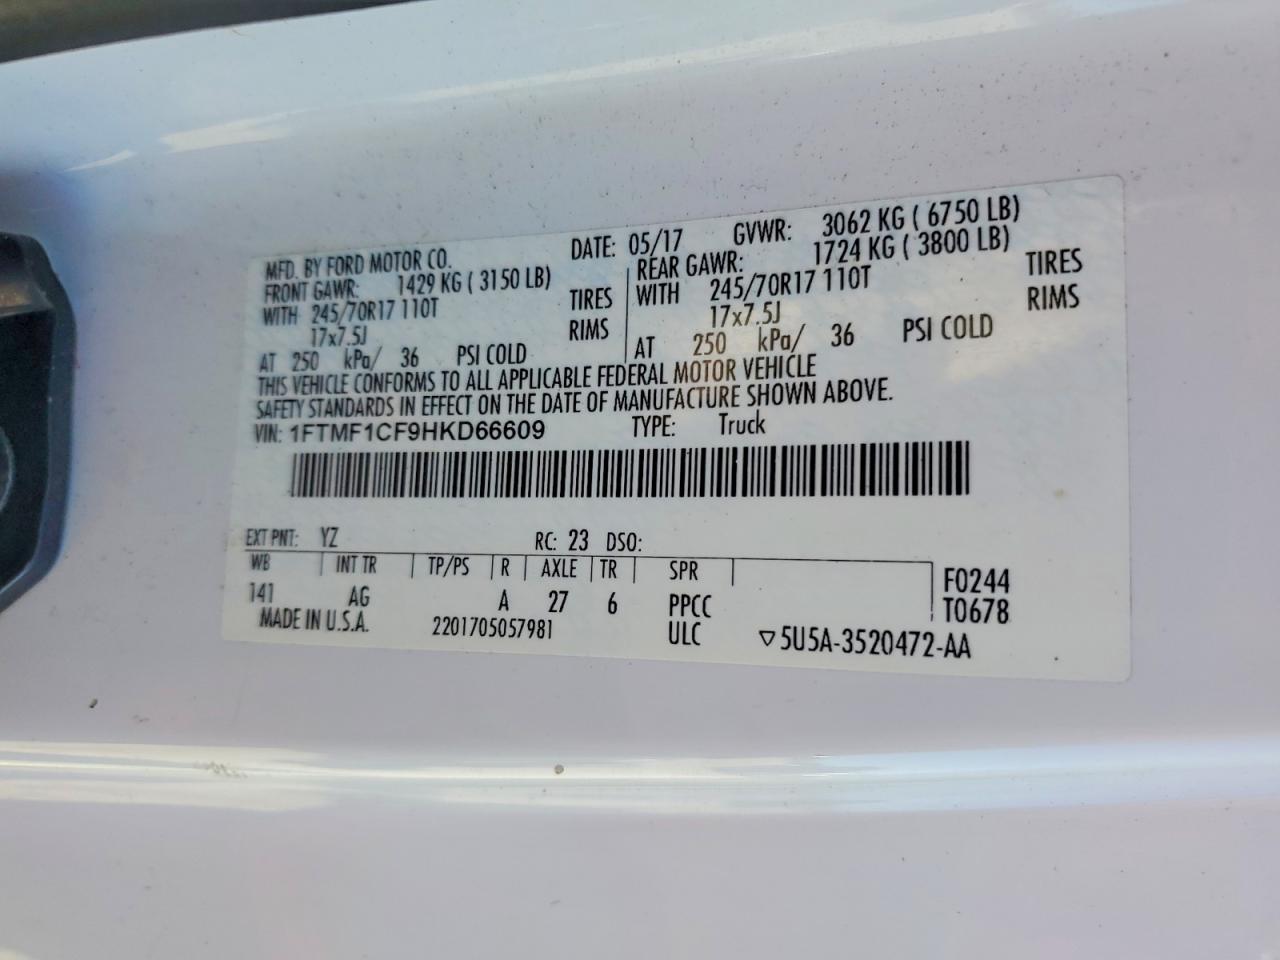 MFD. BY FORD MOTOR CO. DATE: 05/17 GVWR: 3062 KG ( 6750 LB)
FRONT GAWR: 1429 KG ( 3150 LB) REAR GAWR: 1724 KG ( 3800 LB)
WITH 245/70R17 110T TIRES WITH 245/70R17 110T TIRES
17x7.5J RIMS 17x7.5J RIMS
AT 250 kPa/ 36 PSI COLD AT 250 kPa/ 36 PSI COLD
THIS VEHICLE CONFORMS TO ALL APPLICABLE FEDERAL MOTOR VEHICLE
SAFETY STANDARDS IN EFFECT ON THE DATE OF MANUFACTURE SHOWN ABOVE.
VIN: 1FTMF1CF9HKD66609 TYPE: Truck
EXT PNT: YZ RC: 23 DSO:
WB INT TR TP/PS R AXLE TR SPR F0244
141 AG A 27 6 PPCC T0678
MADE IN U.S.A. 2201705057981 ULC ▽5U5A-3520472-AA